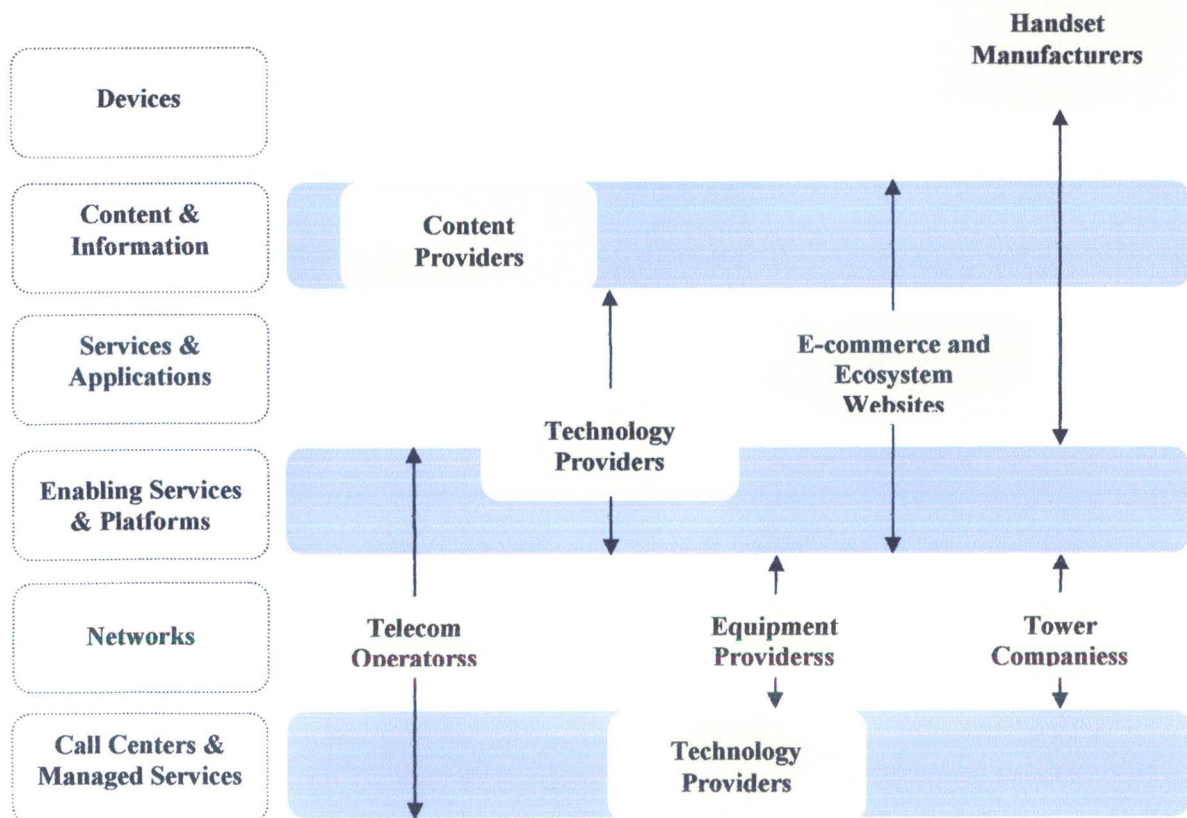 Handset
Manufacturers
Devices
Content &
Information
Content
Providers
Services &
Applications
E-commerce and
Ecosystem
Websites
Technology
Providers
Enabling Services
& Platforms
Networks
Telecom
Operatorss
Equipment
Providerss
Tower
Companiess
Call Centers &
Managed Services
Technology
Providers